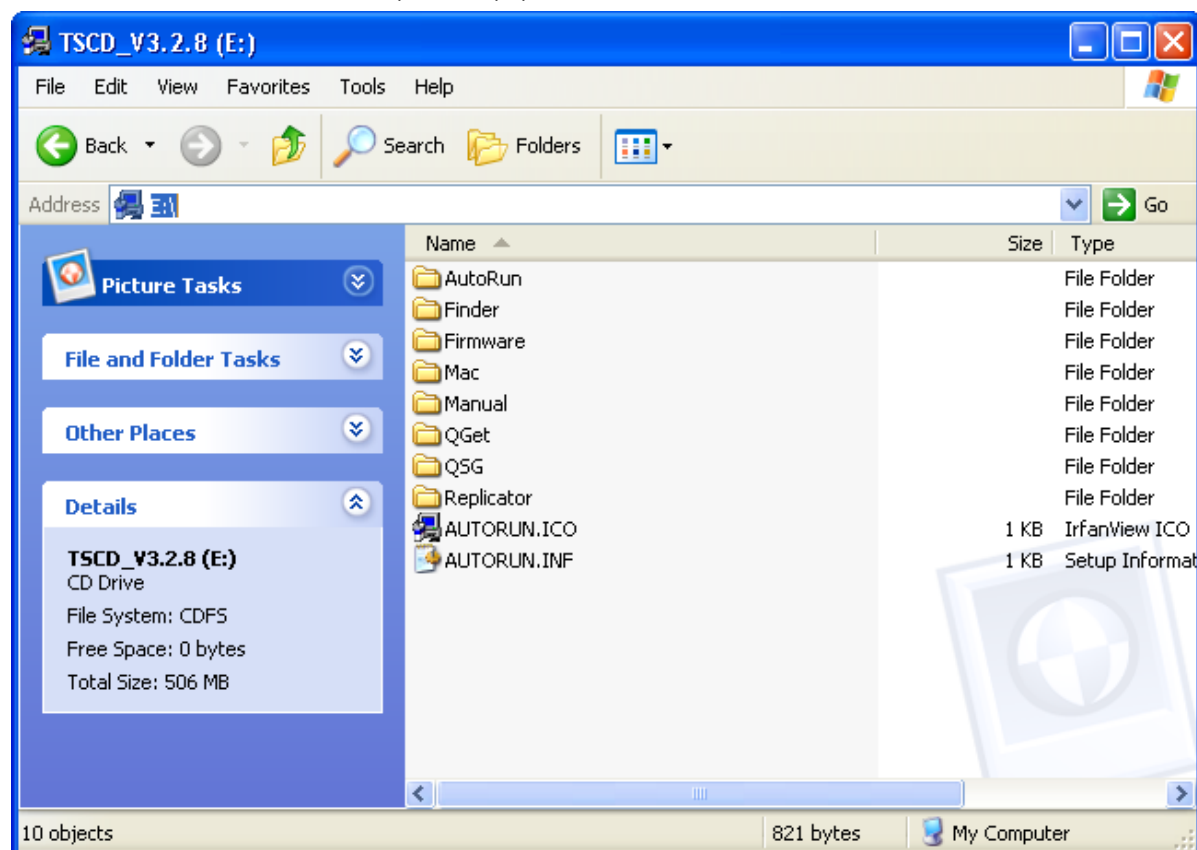 TSCD_V3.2.8 (E:)
File Edit View Favorites Tools Help
Back Search Folders
Address E:\ Go
Name Size Type
Picture Tasks
File and Folder Tasks
Other Places
Details
TSCD_V3.2.8 (E:)
CD Drive
File System: CDFS
Free Space: 0 bytes
Total Size: 506 MB
AutoRun File Folder
Finder File Folder
Firmware File Folder
Mac File Folder
Manual File Folder
QGet File Folder
QSG File Folder
Replicator File Folder
AUTORUN.ICO 1 KB IrfanView ICO
AUTORUN.INF 1 KB Setup Informat
10 objects 821 bytes My Computer